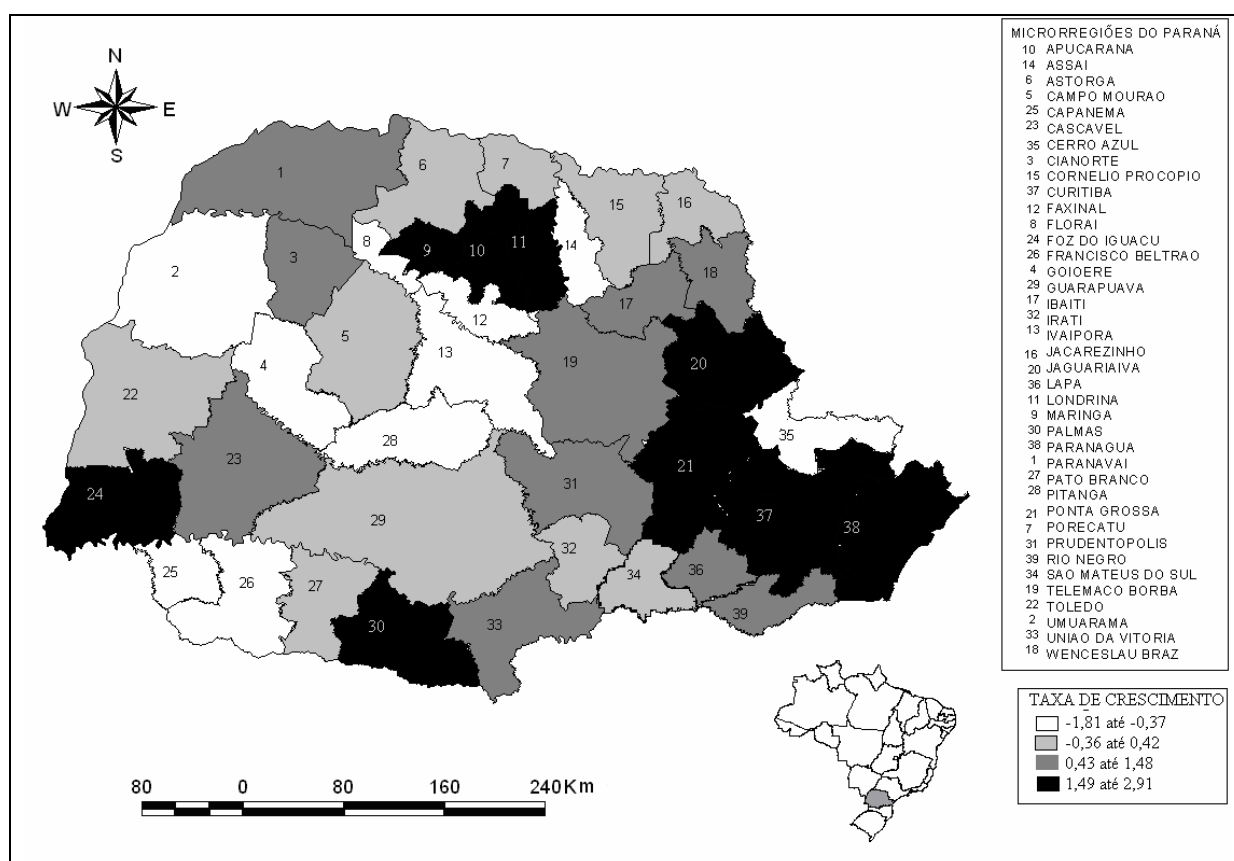 MICRORREGIÕES DO PARANÁ
10 APUCARANA
14 ASSAI
6 ASTORGA
5 CAMPO MOURAO
25 CAPANEMA
23 CASCAVEL
35 CERRO AZUL
3 CIANORTE
15 CORNELIO PROCOPIO
37 CURITIBA
12 FAXINAL
8 FLORAI
24 FOZ DO IGUACU
26 FRANCISCO BELTRAO
4 GOIOERE
29 GUARAPUAVA
17 IBAITI
32 IRATI
13 IVAIPORA
16 JACAREZINHO
20 JAGUARIAIVA
36 LAPA
11 LONDRINA
9 MARINGA
30 PALMAS
38 PARANAGUA
1 PARANAVAI
27 PATO BRANCO
28 PITANGA
21 PONTA GROSSA
7 PORECATU
31 PRUDENTOPOLIS
39 RIO NEGRO
34 SAO MATEUS DO SUL
19 TELEMACO BORBA
22 TOLEDO
2 UMUARAMA
33 UNIAO DA VITORIA
18 WENCESLAU BRAZ
N
W E
S
6 7
1 15 16
8 9 10 11 14
3 18
2
17
12
5 13 19 20
4
22
28 35
23 21
24 31
29 37 38
32
25 26 27 34 36
30 33 39
TAXA DE CRESCIMENTO
-1,81 até -0,37
-0,36 até 0,42
0,43 até 1,48
1,49 até 2,91
80 0 80 160 240 Km